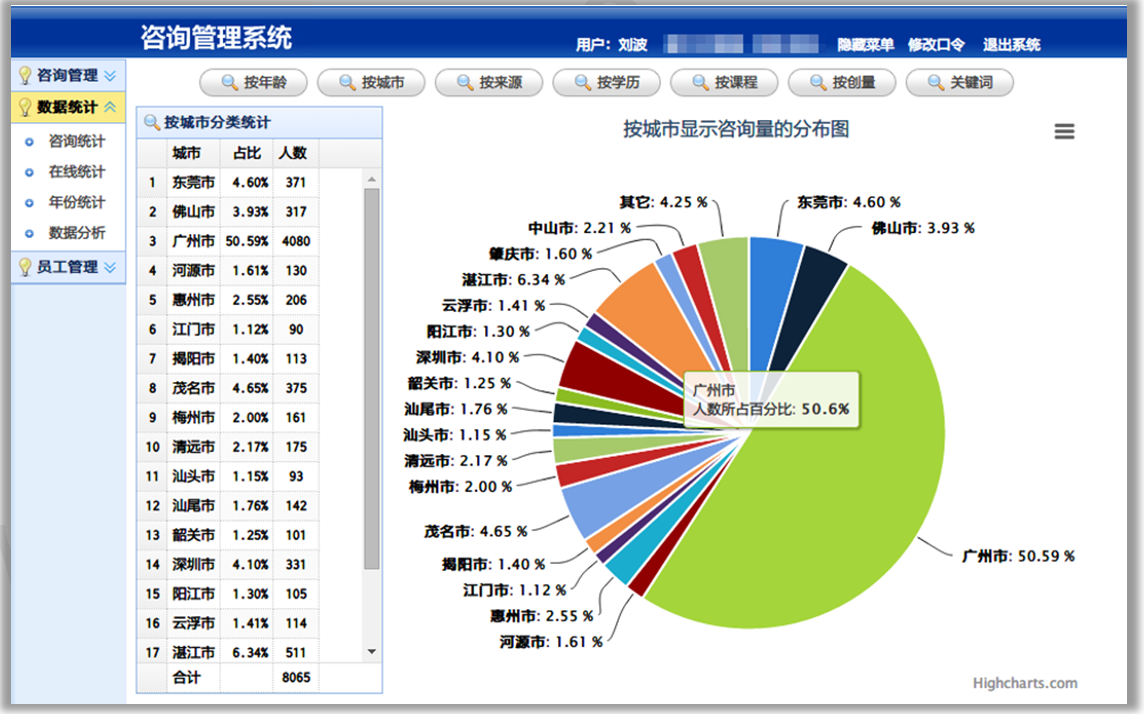 咨询管理系统
用户：刘波 隐藏菜单 修改口令 退出系统
咨询管理
数据统计
咨询统计
在线统计
年份统计
数据分析
员工管理
按年龄 按城市 按来源 按学历 按课程 按创量 关键词
按城市分类统计
城市 占比 人数
1 东莞市 4.60% 371
2 佛山市 3.93% 317
3 广州市 50.59% 4080
4 河源市 1.61% 130
5 惠州市 2.55% 206
6 江门市 1.12% 90
7 揭阳市 1.40% 113
8 茂名市 4.65% 375
9 梅州市 2.00% 161
10 清远市 2.17% 175
11 汕头市 1.15% 93
12 汕尾市 1.76% 142
13 韶关市 1.25% 101
14 深圳市 4.10% 331
15 阳江市 1.30% 105
16 云浮市 1.41% 114
17 湛江市 6.34% 511
合计 8065
按城市显示咨询量的分布图
其它: 4.25 %
中山市: 2.21 %
肇庆市: 1.60 %
湛江市: 6.34 %
云浮市: 1.41 %
阳江市: 1.30 %
深圳市: 4.10 %
韶关市: 1.25 %
汕尾市: 1.76 %
汕头市: 1.15 %
清远市: 2.17 %
梅州市: 2.00 %
茂名市: 4.65 %
揭阳市: 1.40 %
江门市: 1.12 %
惠州市: 2.55 %
河源市: 1.61 %
东莞市: 4.60 %
佛山市: 3.93 %
广州市
人数所占百分比: 50.6%
广州市: 50.59 %
Highcharts.com